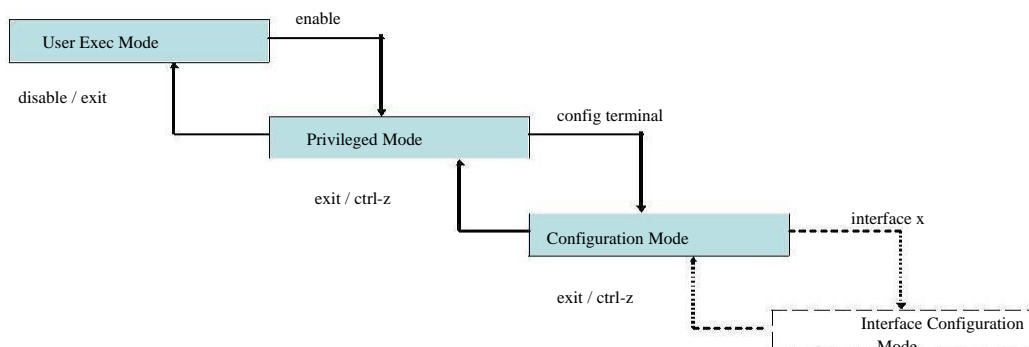 enable
User Exec Mode
disable / exit
config terminal
Privileged Mode
exit / ctrl-z
interface x
Configuration Mode
exit / ctrl-z
Interface Configuration
Mode